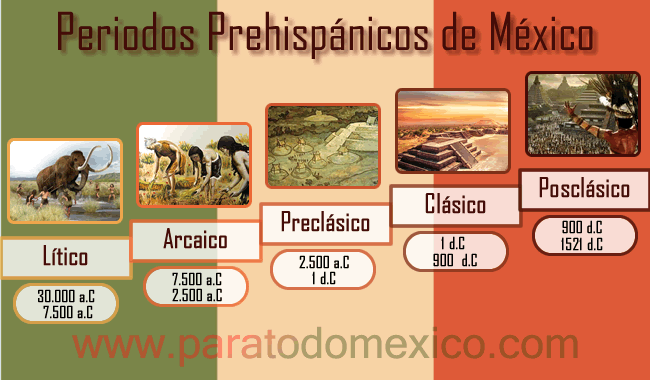 Periodos Prehispánicos de México
Lítico
30.000 a.C
7.500 a.C
Arcaico
7.500 a.C
2.500 a.C
Preclásico
2.500 a.C
1 d.C
Clásico
1 d.C
900 d.C
Posclásico
900 d.C
1521 d.C
www.paratodomexico.com